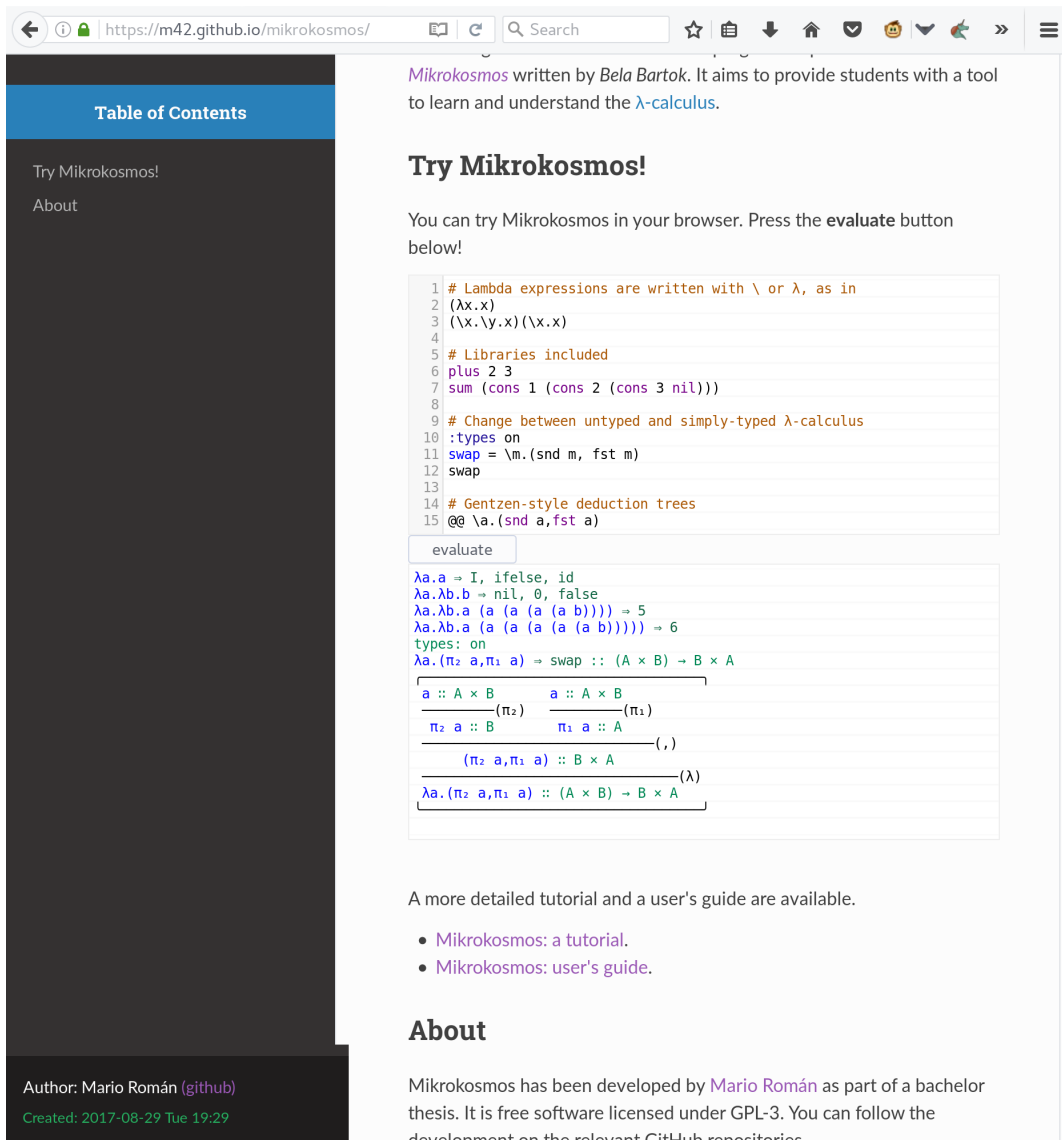 https://m42.github.io/mikrokosmos/
Search
Table of Contents
Try Mikrokosmos!
About
Author: Mario Román (github)
Created: 2017-08-29 Tue 19:29
Mikrokosmos written by Bela Bartok. It aims to provide students with a tool
to learn and understand the λ-calculus.
Try Mikrokosmos!
You can try Mikrokosmos in your browser. Press the evaluate button
below!
1 # Lambda expressions are written with \ or λ, as in
2 (λx.x)
3 (\x.\y.x)(\x.x)
4
5 # Libraries included
6 plus 2 3
7 sum (cons 1 (cons 2 (cons 3 nil)))
8
9 # Change between untyped and simply-typed λ-calculus
10 :types on
11 swap = \m.(snd m, fst m)
12 swap
13
14 # Gentzen-style deduction trees
15 @@ \a.(snd a,fst a)
evaluate
λa.a ⇒ I, ifelse, id
λa.λb.b ⇒ nil, 0, false
λa.λb.a (a (a (a (a b)))) ⇒ 5
λa.λb.a (a (a (a (a (a b))))) ⇒ 6
types: on
λa.(π₂ a,π₁ a) ⇒ swap :: (A × B) → B × A
a :: A × B a :: A × B
(π₂) (π₁)
π₂ a :: B π₁ a :: A
(,)
(π₂ a,π₁ a) :: B × A
(λ)
λa.(π₂ a,π₁ a) :: (A × B) → B × A
A more detailed tutorial and a user's guide are available.
• Mikrokosmos: a tutorial.
• Mikrokosmos: user's guide.
About
Mikrokosmos has been developed by Mario Román as part of a bachelor
thesis. It is free software licensed under GPL-3. You can follow the
development on the relevant GitHub repositories